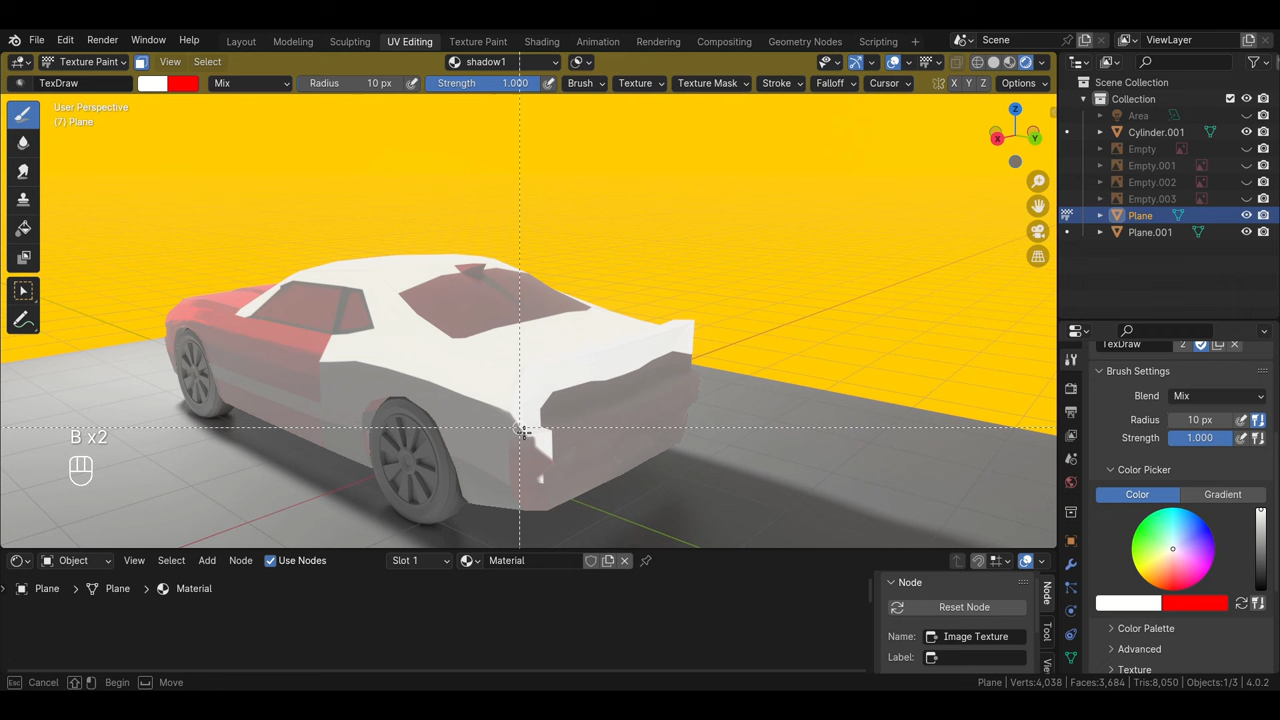 File Edit Render Window Help Layout Modeling Sculpting UV Editing Texture Paint Shading Animation Rendering Compositing Geometry Nodes Scripting + Scene ViewLayer
Texture Paint View Select shadow1
TexDraw Mix Radius 10 px Strength 1.000 Brush Texture Texture Mask Stroke Falloff Cursor X Y Z Options
User Perspective
(7) Plane
Z
X Y
B x2
Scene Collection
Collection
Area
Cylinder.001
Empty
Empty.001
Empty.002
Empty.003
Plane
Plane.001
TexDraw 2
Brush Settings
Blend Mix
Radius 10 px
Strength 1.000
Color Picker
Color Gradient
Color Palette
Advanced
Texture
Object View Select Add Node Use Nodes Slot 1 Material
Plane > Plane > Material
Node
Reset Node
Name: Image Texture
Label:
Node
Tool
Esc Cancel Begin Move Plane | Verts:4,038 | Faces:3,684 | Tris:8,050 | Objects:1/3 | 4.0.2